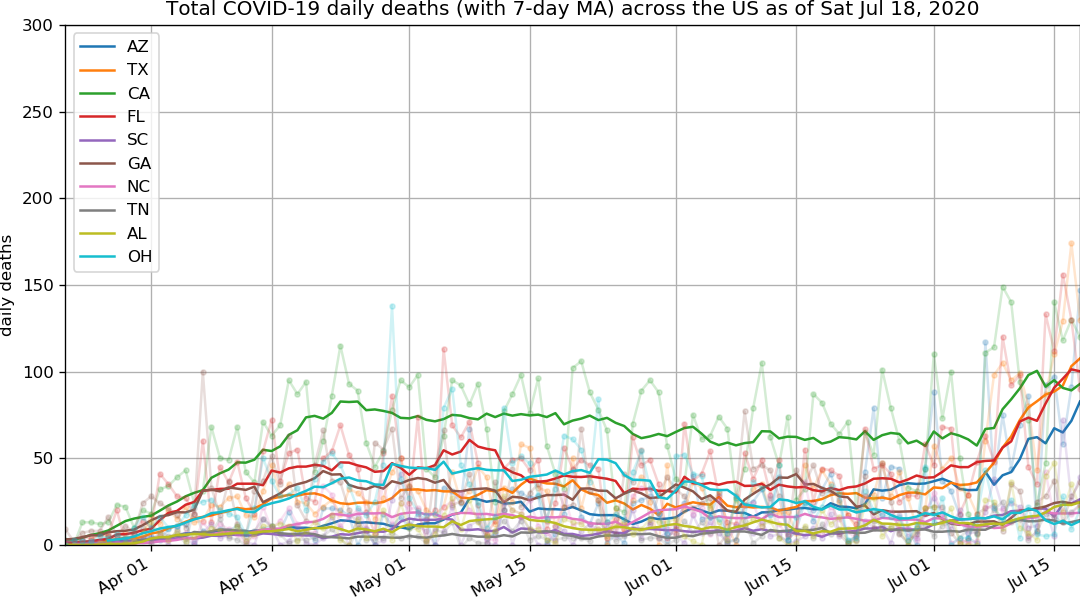 Total COVID-19 daily deaths (with 7-day MA) across the US as of Sat Jul 18, 2020
300
250
200
150
100
50
0
daily deaths
AZ
TX
CA
FL
SC
GA
NC
TN
AL
OH
Apr 01
Apr 15
May 01
May 15
Jun 01
Jun 15
Jul 01
Jul 15